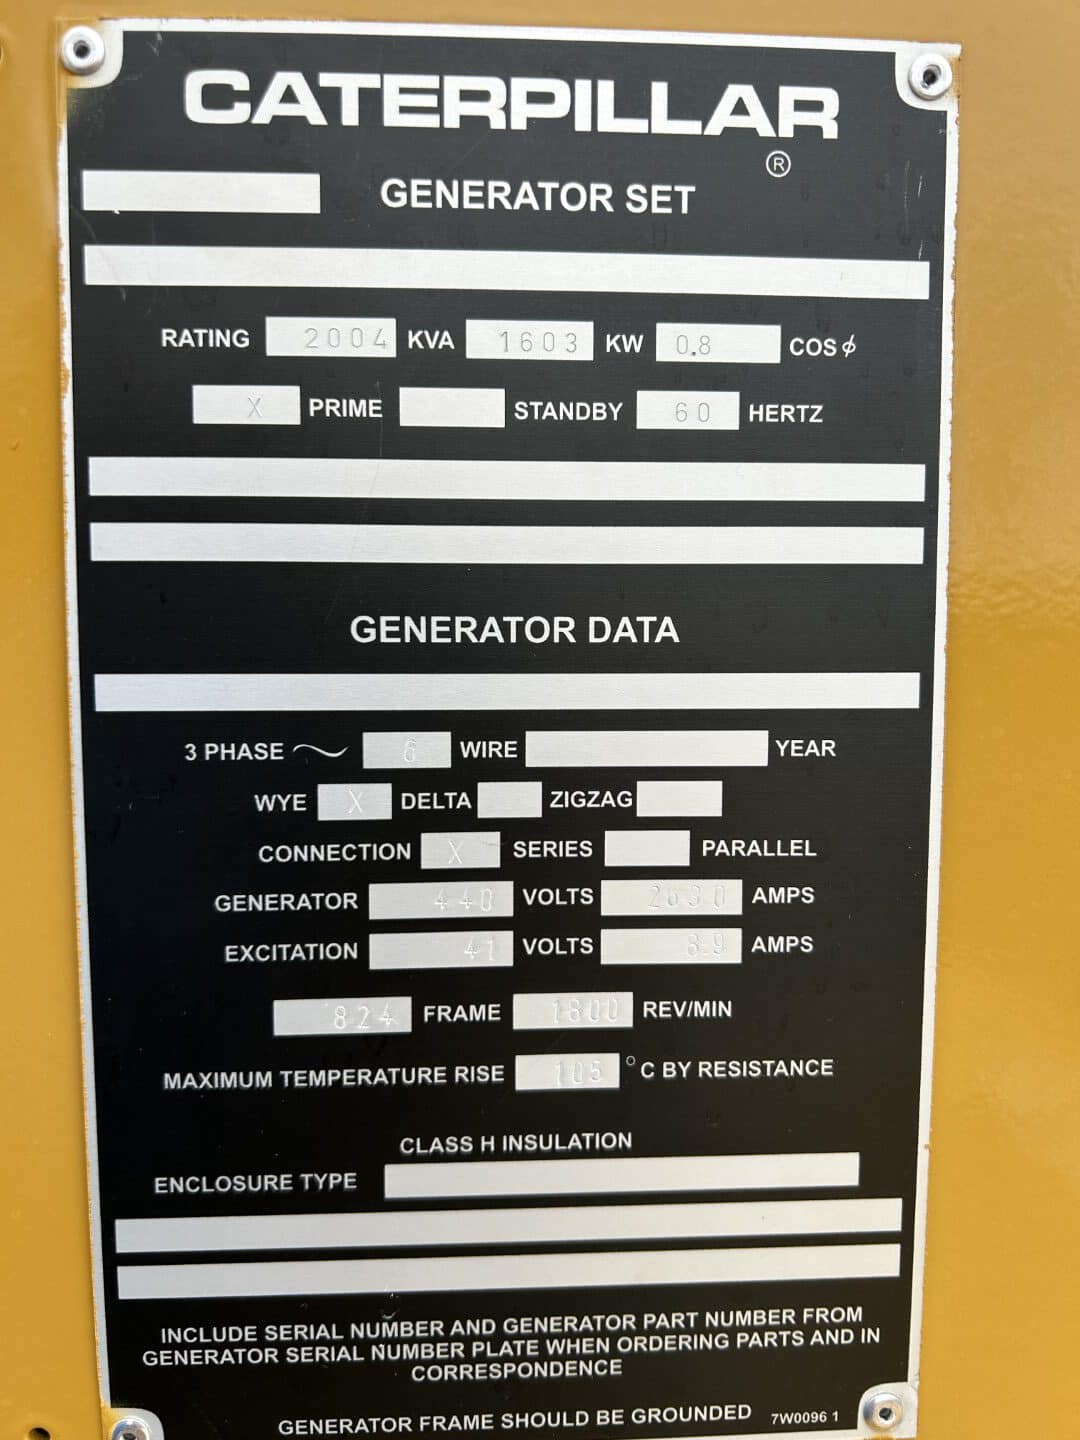 CATERPILLAR
®
GENERATOR SET
RATING 2004 KVA 1603 KW 0.8 COS ϕ
X PRIME STANDBY 60 HERTZ
GENERATOR DATA
3 PHASE 6 WIRE YEAR
WYE X DELTA ZIGZAG
CONNECTION X SERIES PARALLEL
GENERATOR 440 VOLTS 2630 AMPS
EXCITATION 41 VOLTS 8.9 AMPS
824 FRAME 1800 REV/MIN
MAXIMUM TEMPERATURE RISE 105 °C BY RESISTANCE
CLASS H INSULATION
ENCLOSURE TYPE
INCLUDE SERIAL NUMBER AND GENERATOR PART NUMBER FROM
GENERATOR SERIAL NUMBER PLATE WHEN ORDERING PARTS AND IN
CORRESPONDENCE
GENERATOR FRAME SHOULD BE GROUNDED 7W0096 1